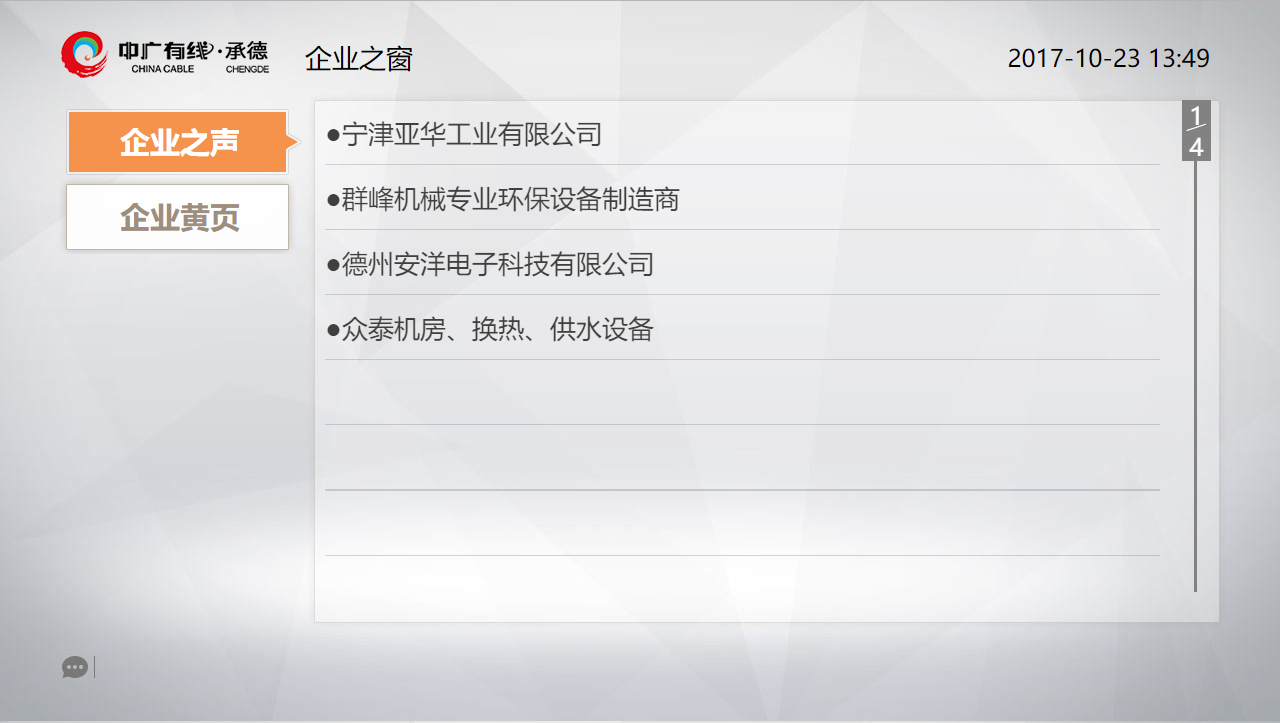 中广有线·承德
CHINA CABLE CHENGDE
企业之窗
2017-10-23 13:49
企业之声
企业黄页
●宁津亚华工业有限公司
●群峰机械专业环保设备制造商
●德州安洋电子科技有限公司
●众泰机房、换热、供水设备
1/4